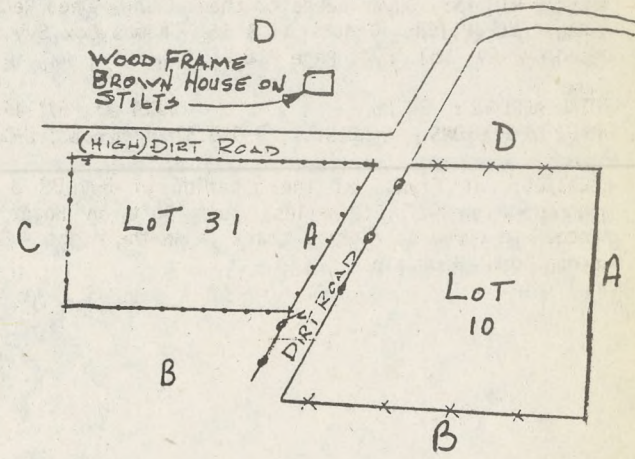 D
WOOD FRAME
BROWN HOUSE ON
STILTS
(HIGH) DIRT ROAD
D
C
LOT 31
A
DIRT ROAD
LOT
10
A
B
B